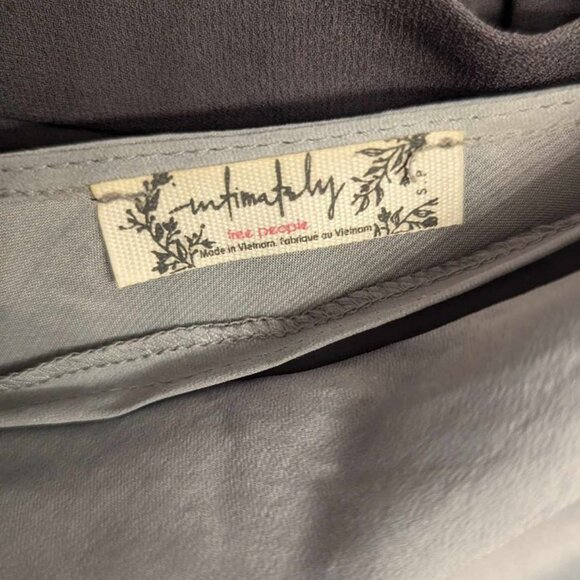 intimately
free people
Made in Vietnam. Fabriqué au Vietnam
S P